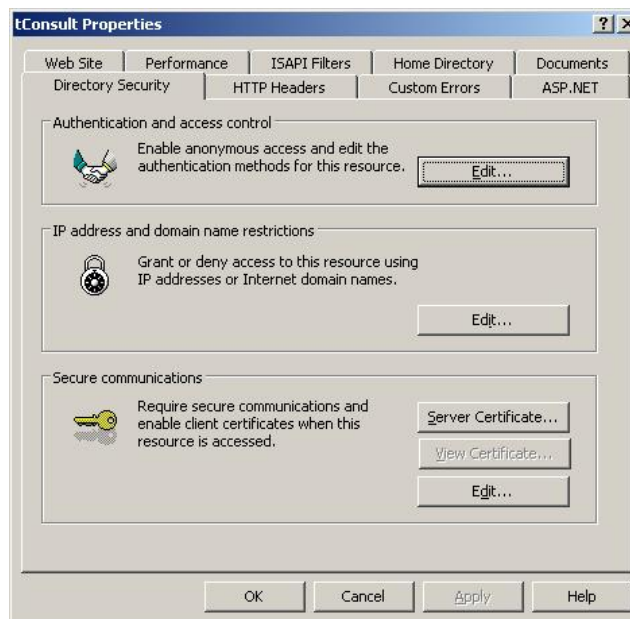 tConsult Properties
Web Site Performance ISAPI Filters Home Directory Documents
Directory Security HTTP Headers Custom Errors ASP.NET
Authentication and access control
Enable anonymous access and edit the
authentication methods for this resource.
Edit...
IP address and domain name restrictions
Grant or deny access to this resource using
IP addresses or Internet domain names.
Edit...
Secure communications
Require secure communications and
enable client certificates when this
resource is accessed.
Server Certificate...
View Certificate...
Edit...
OK Cancel Apply Help